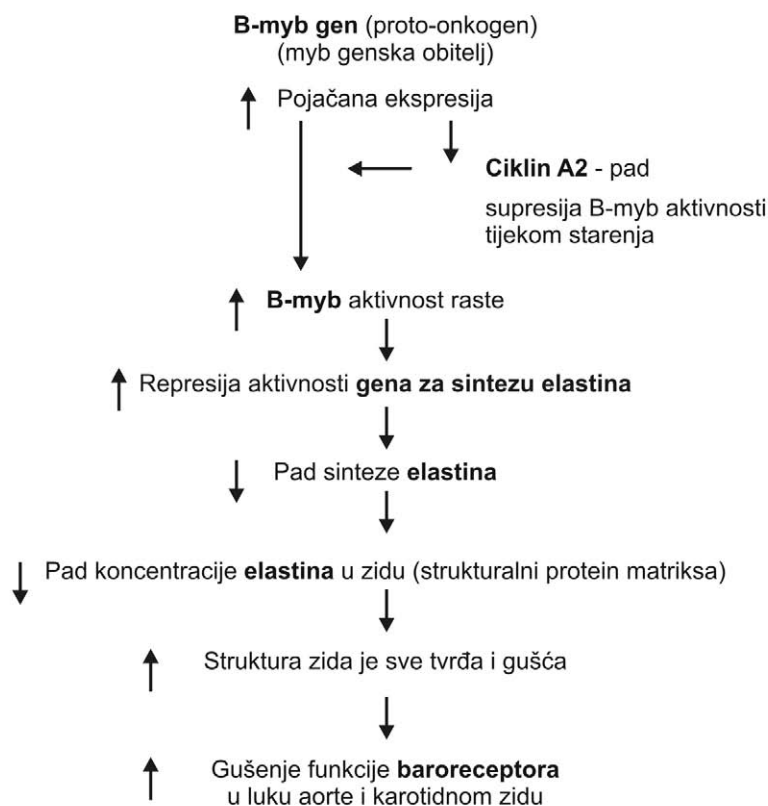 B-myb gen (proto-onkogen)
(myb genska obitelj)
Pojačana ekspresija
Ciklin A2 - pad
supresija B-myb aktivnosti
tijekom starenja
B-myb aktivnost raste
Represija aktivnosti gena za sintezu elastina
Pad sinteze elastina
Pad koncentracije elastina u zidu (strukturalni protein matriksa)
Struktura zida je sve tvrđa i gušća
Gušenje funkcije baroreceptora
u luku aorte i karotidnom zidu